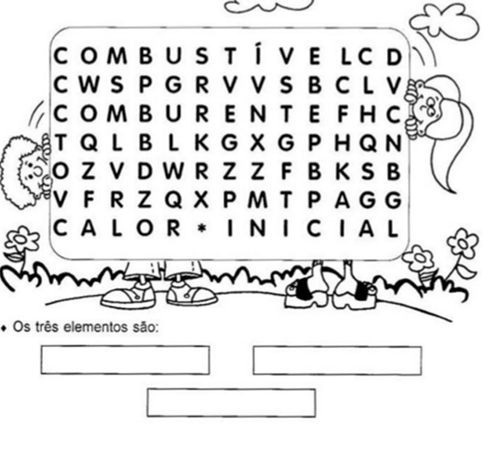 C O M B U S T Í V E L C D
C W S P G R V V S B C L V
C O M B U R E N T E F H C
T Q L B L K G X G P H Q N
O Z V D W R Z Z F B K S B
V F R Z Q X P M T P A G G
C A L O R * I N I C I A L
♦ Os três elementos são: